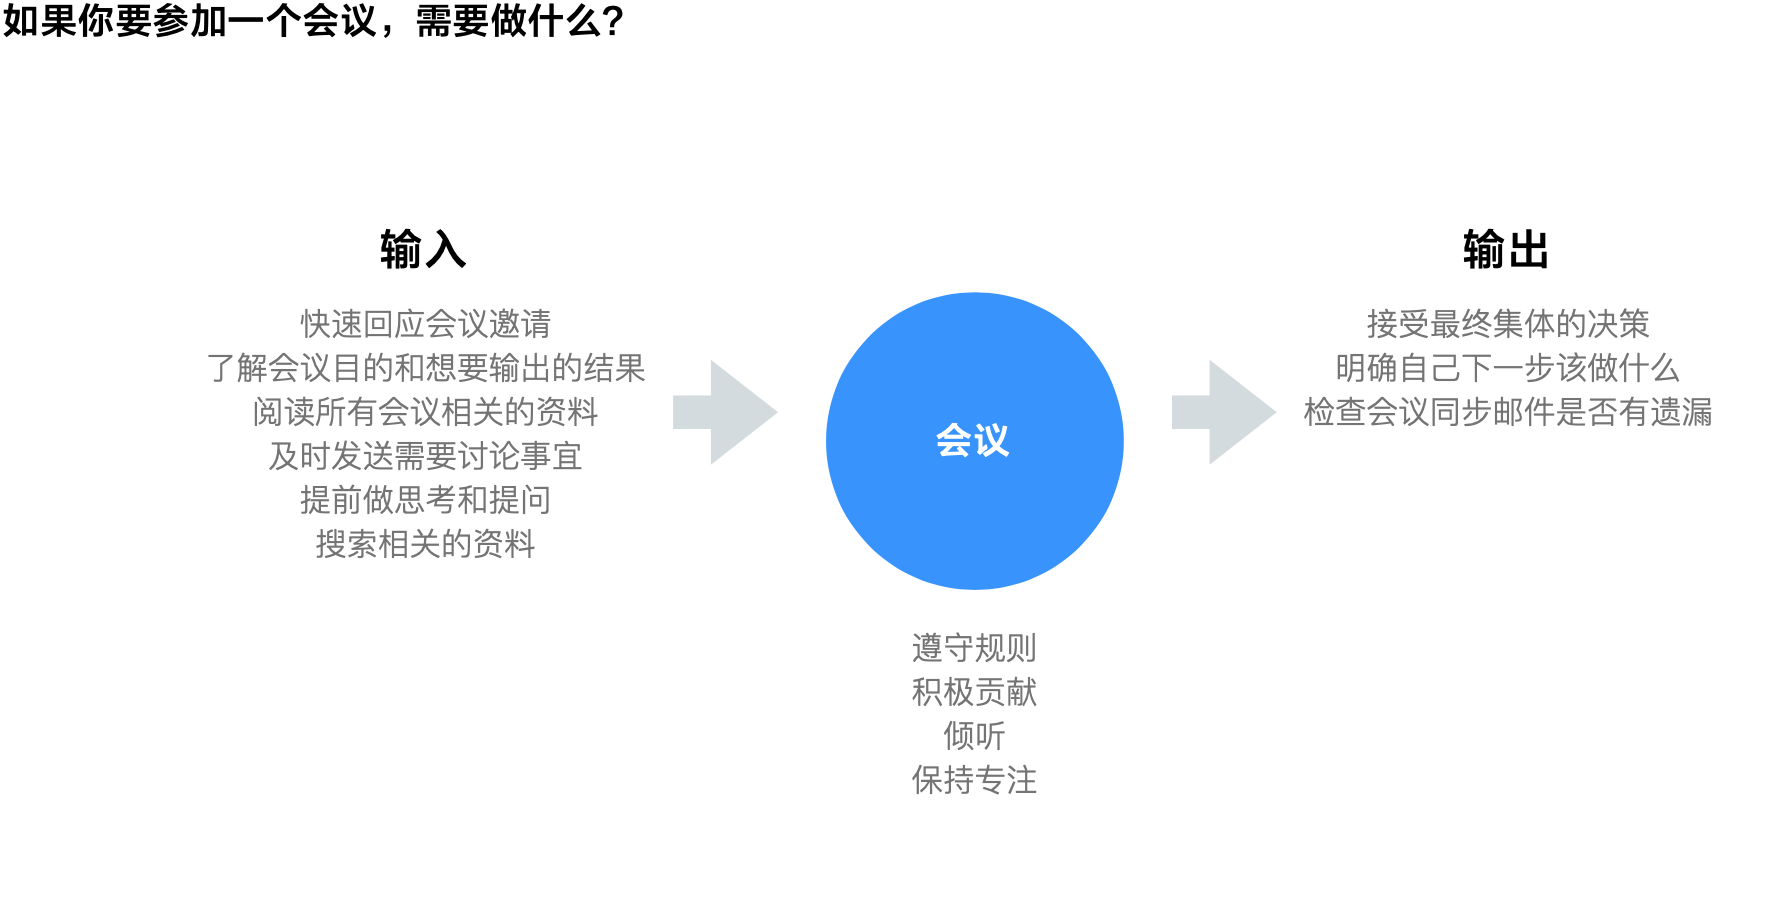 如果你要参加一个会议，需要做什么？
输入
快速回应会议邀请
了解会议目的和想要输出的结果
阅读所有会议相关的资料
及时发送需要讨论事宜
提前做思考和提问
搜索相关的资料
会议
遵守规则
积极贡献
倾听
保持专注
输出
接受最终集体的决策
明确自己下一步该做什么
检查会议同步邮件是否有遗漏